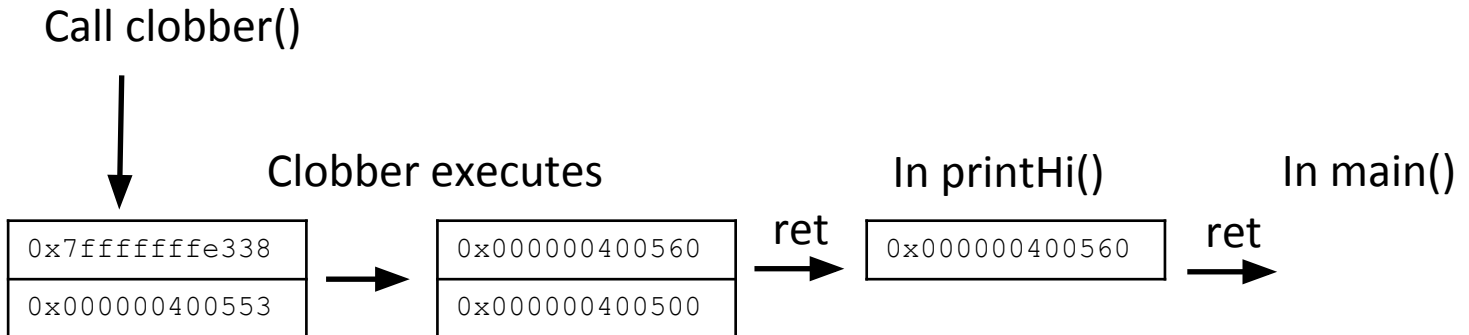 Call clobber()
Clobber executes
In printHi()
In main()
0x7fffffffe338
0x000000400560
ret
0x000000400560
ret
0x000000400553
0x000000400500